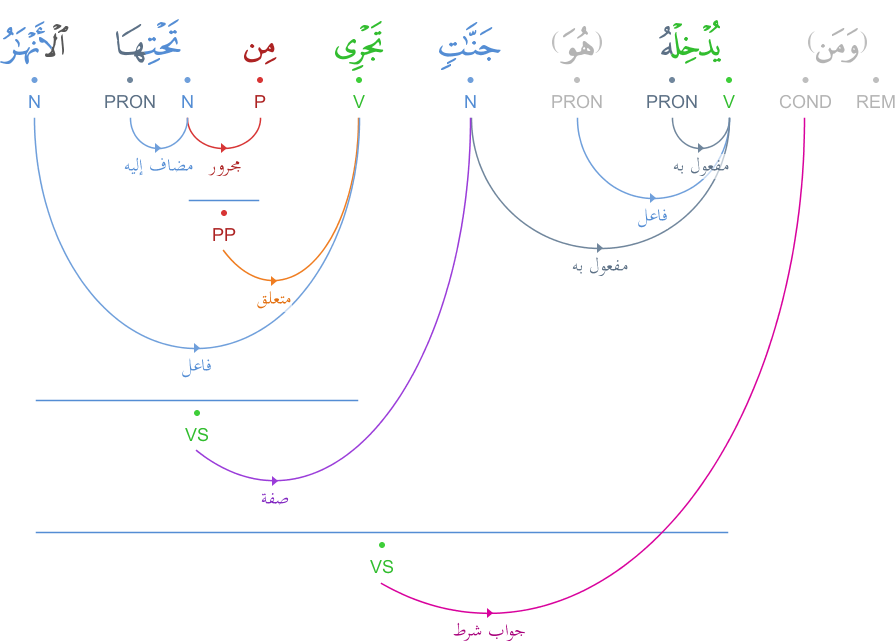 (وَمَن) يُدْخِلْهُ (هُوَ) جَنَّٰتٍ تَجْرِى مِن تَحْتِهَا ٱلْأَنْهَٰرُ
REM COND V PRON PRON N V P N PRON N
مفعول به مجرور مضاف إليه
فاعل
PP
مفعول به
متعلق
فاعل
VS
صفة
VS
جواب شرط